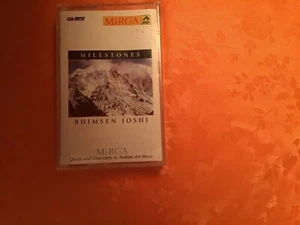 MaRGA
MILESTONES
BHIMSEN JOSHI
MaRGA
Quest and Discovery in Indian Art Music